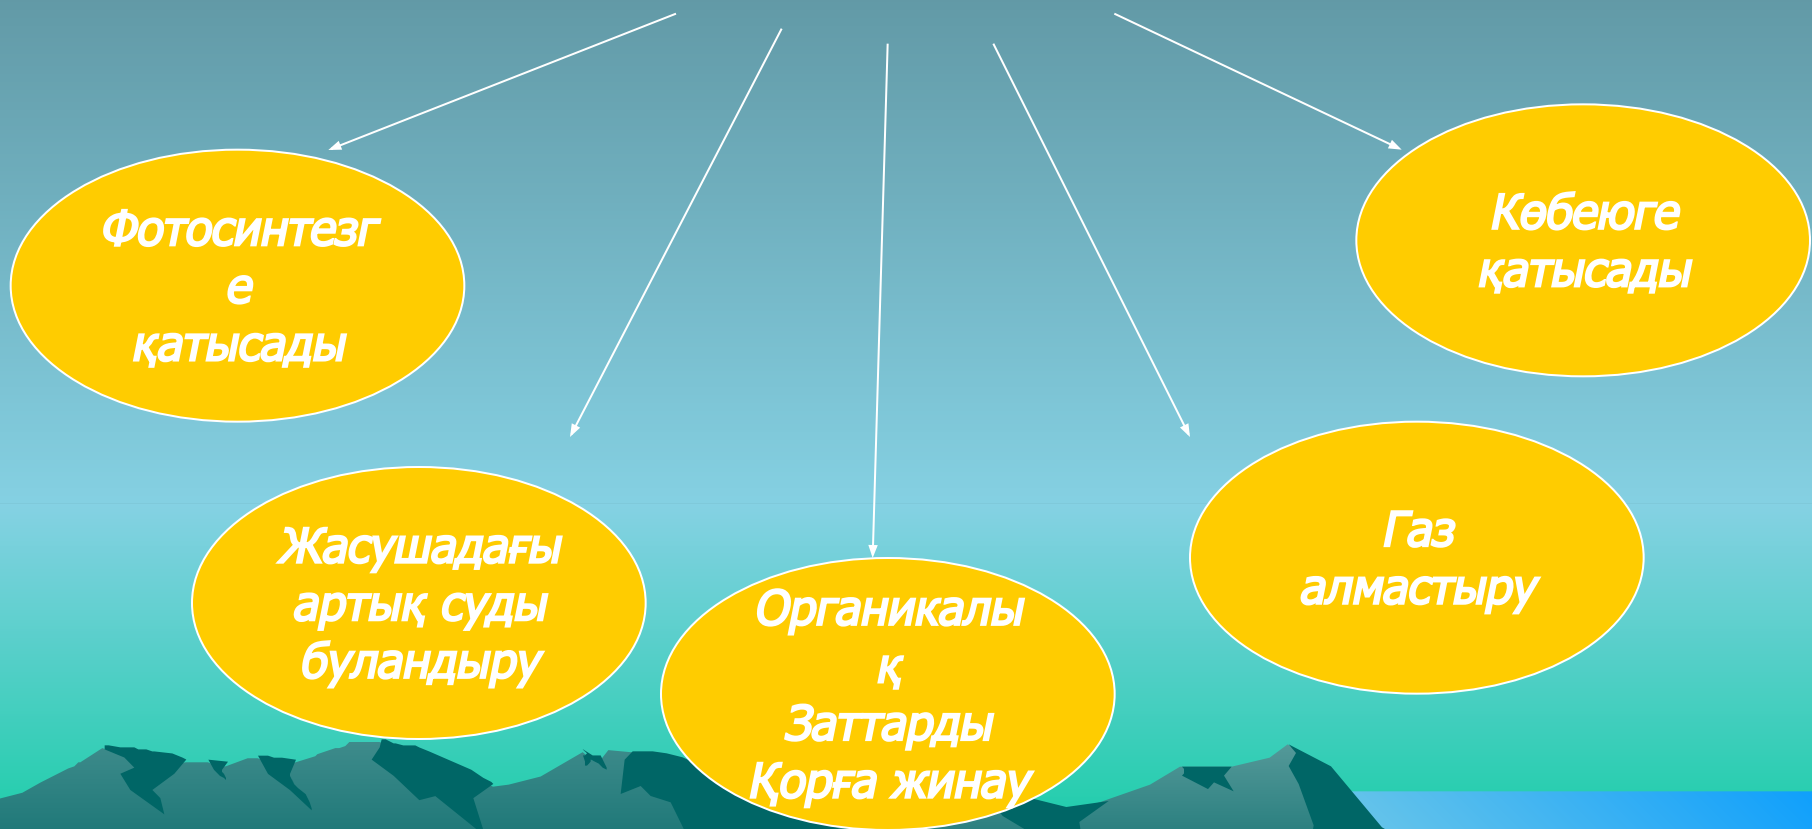 Фотосинтезг
е
қатысады
Көбеюге
қатысады
Жасушадағы
артық суды
буландыру
Органикалы
қ
Заттарды
Қорға жинау
Газ
алмастыру